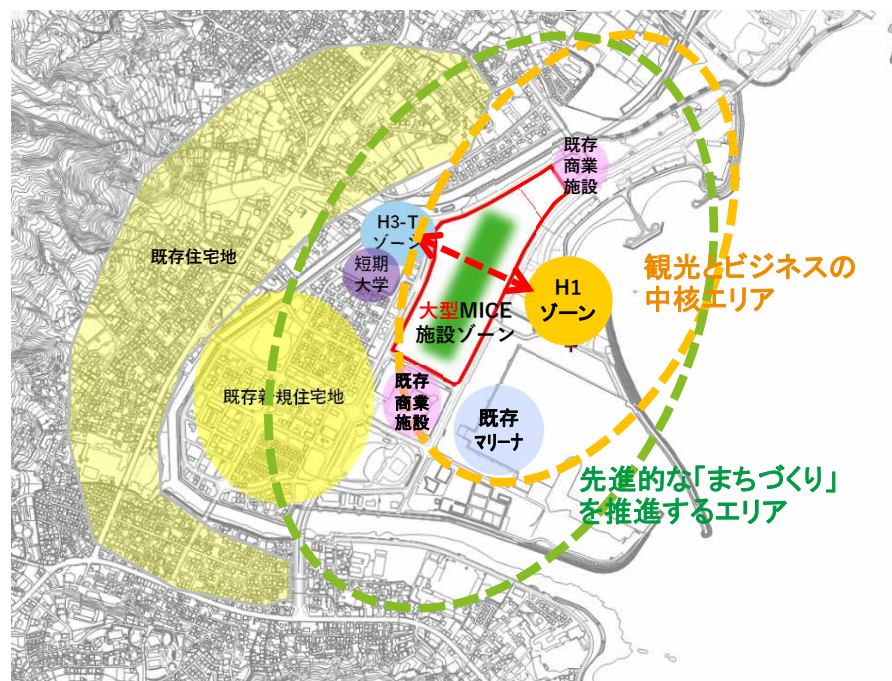 既存
商業
施設
H3-T
ゾーン
短期
大学
既存住宅地
観光とビジネスの
中核エリア
H1
ゾーン
大型MICE
施設ゾーン
既存新規住宅地
既存
商業
施設
既存
マリーナ
先進的な「まちづくり」
を推進するエリア